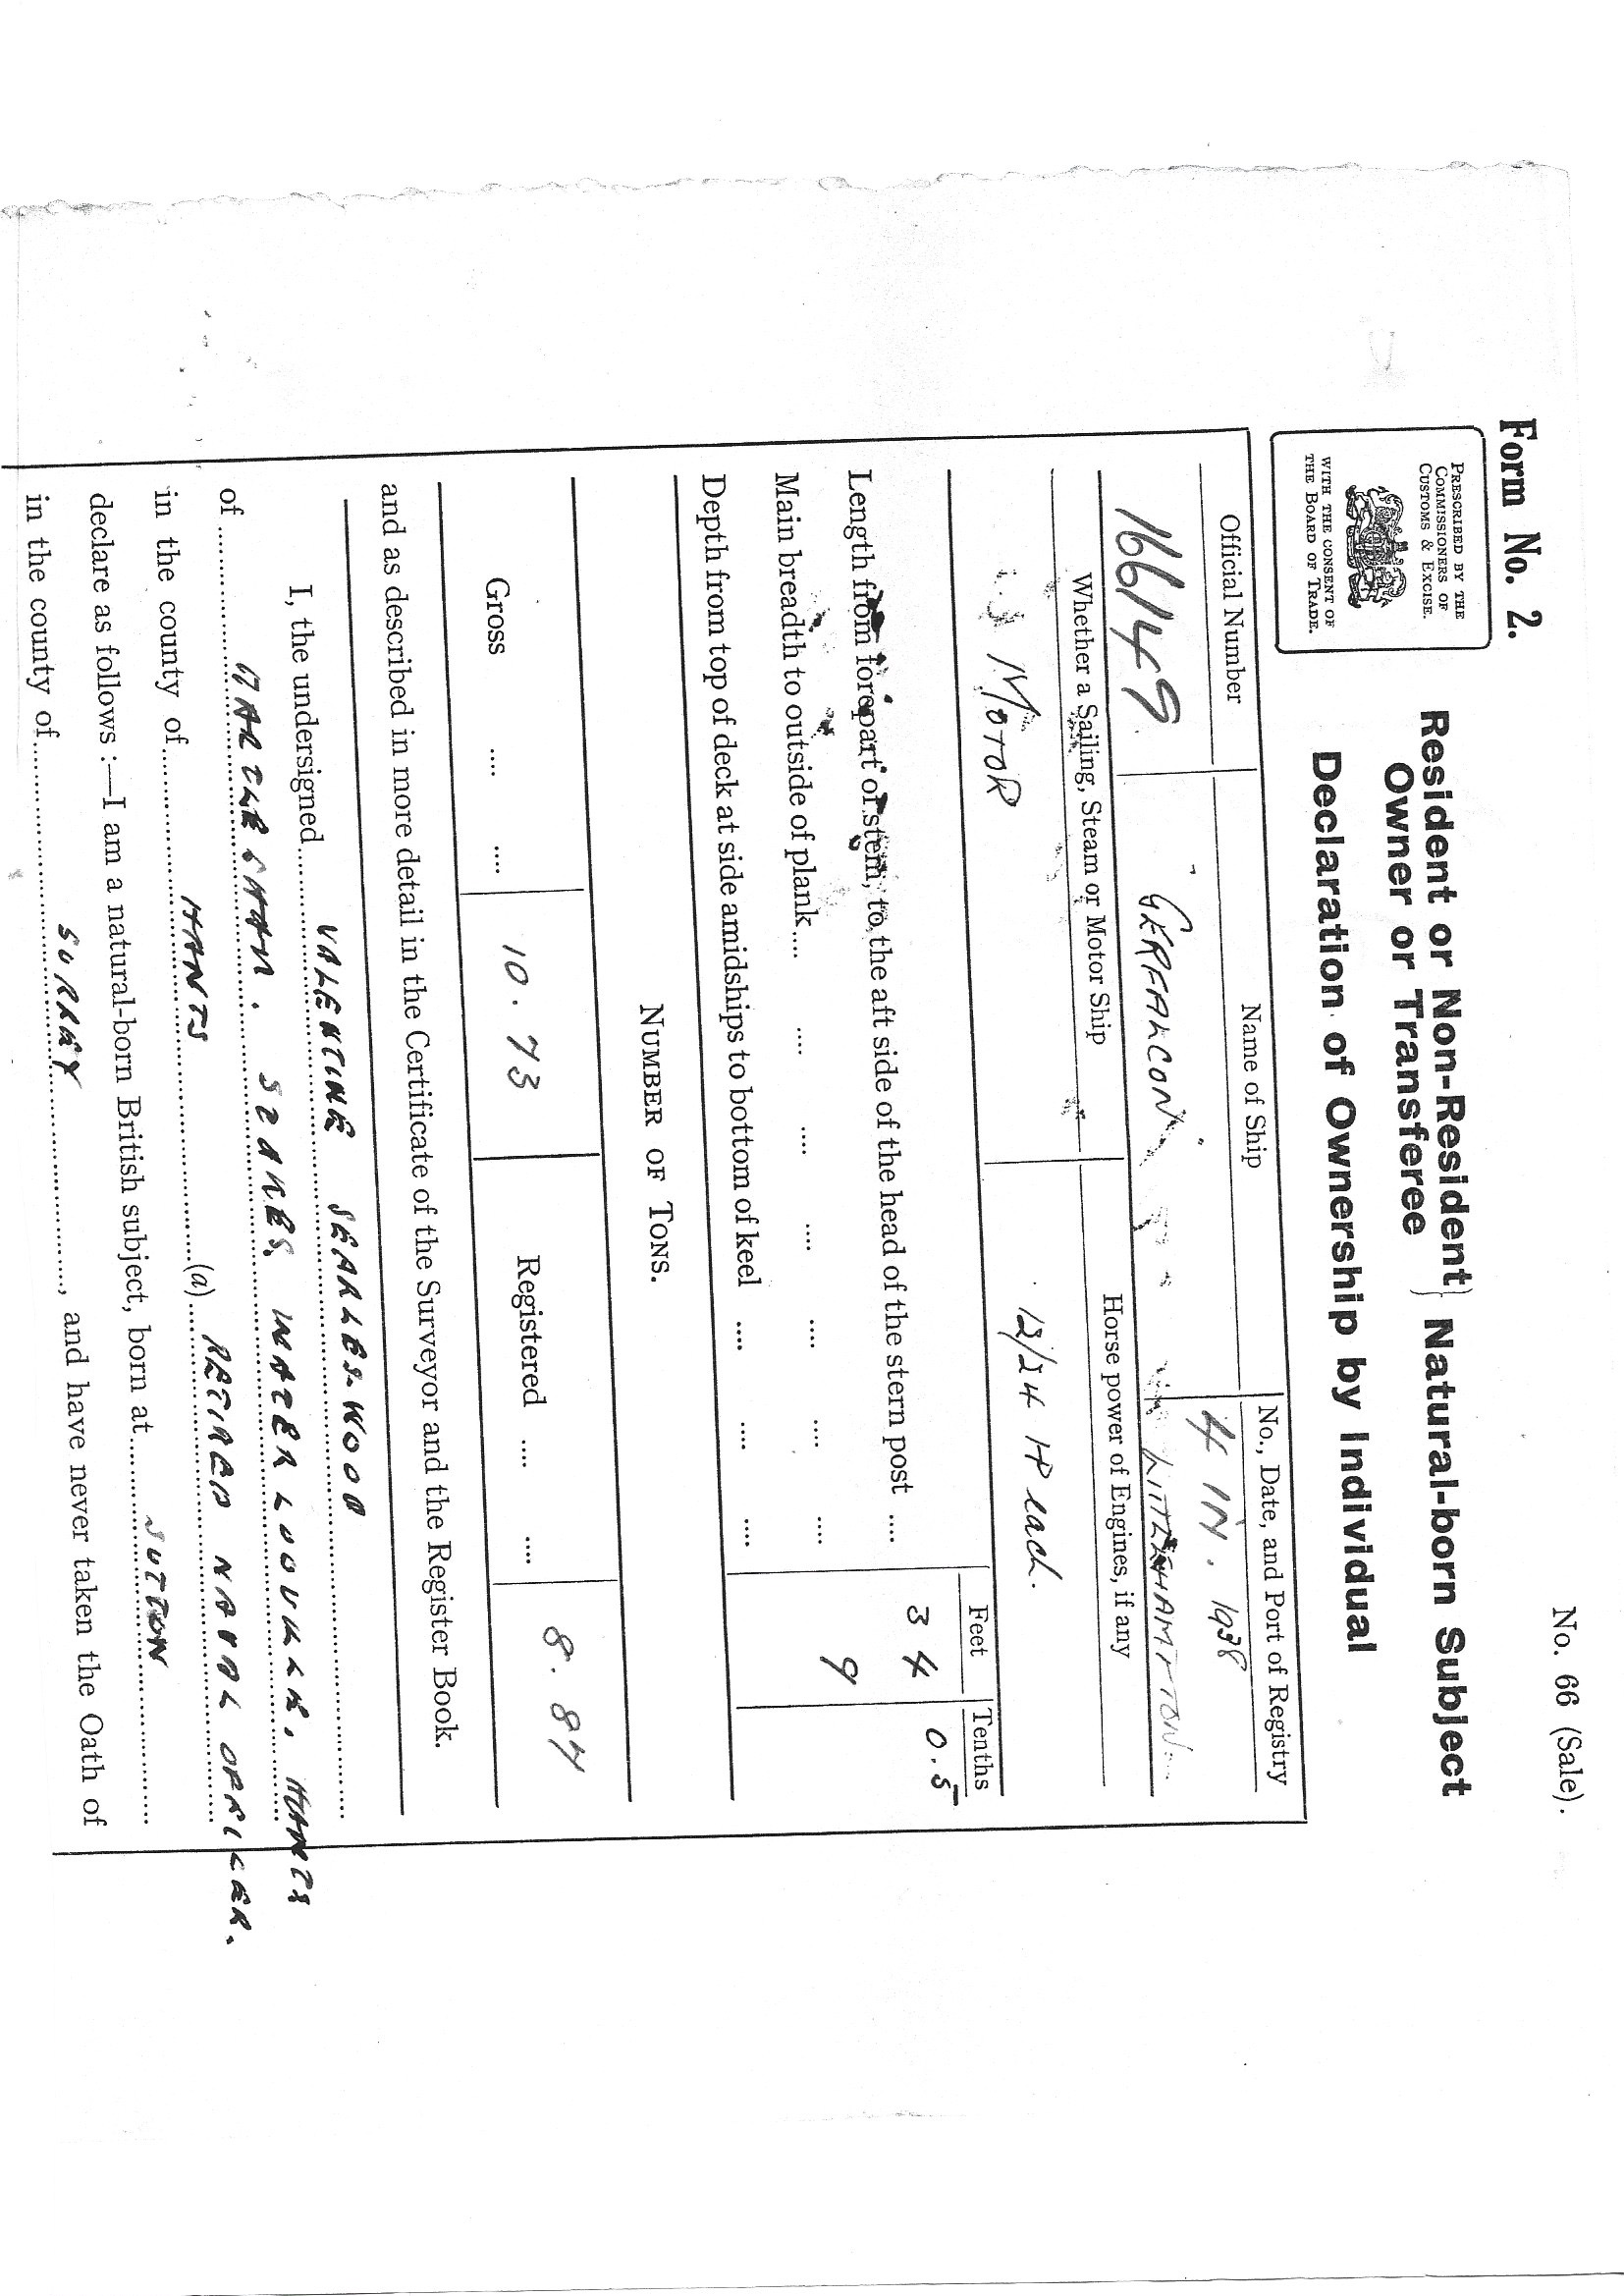 No. 66 (Sale).
Form No. 2.
PRESCRIBED BY THE
COMMISSIONERS OF
CUSTOMS & EXCISE.
WITH THE CONSENT OF
THE BOARD OF TRADE.
Resident or Non-Resident } Natural-born Subject
Owner or Transferee
Declaration of Ownership by Individual
Official Number
Name of Ship
No., Date, and Port of Registry
166149
GERFALCON
4 IN. 1938
LITTLEHAMPTON
Whether a Sailing, Steam or Motor Ship
Horse power of Engines, if any
MOTOR
12/24 HP each.
Feet
Tenths
Length from forepart of stem, to the aft side of the head of the stern post ....
34
0.5
Main breadth to outside of plank.... .... .... .... .... .... ....
9
Depth from top of deck at side amidships to bottom of keel .... .... ....
NUMBER OF TONS.
Gross .... ....
10.73
Registered .... ....
8.84
and as described in more detail in the Certificate of the Surveyor and the Register Book.
I, the undersigned VALENTINE SEARLES-WOOD
of WATERLOOVILLE. HANTS
in the county of HANTS (a) RETIRED NAVAL OFFICER.
declare as follows :—I am a natural-born British subject, born at SUTTON
in the county of SURREY, and have never taken the Oath of